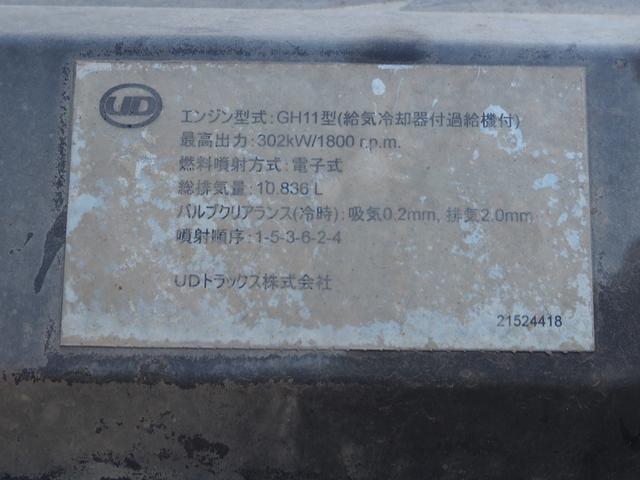 UD
エンジン型式:GH11型(給気冷却器付過給機付)
最高出力:302kW/1800 r.p.m.
燃料噴射方式:電子式
総排気量:10.836 L
バルブクリアランス(冷時):吸気0.2mm, 排気2.0mm
噴射順序:1-5-3-6-2-4
UDトラックス株式会社
21524418